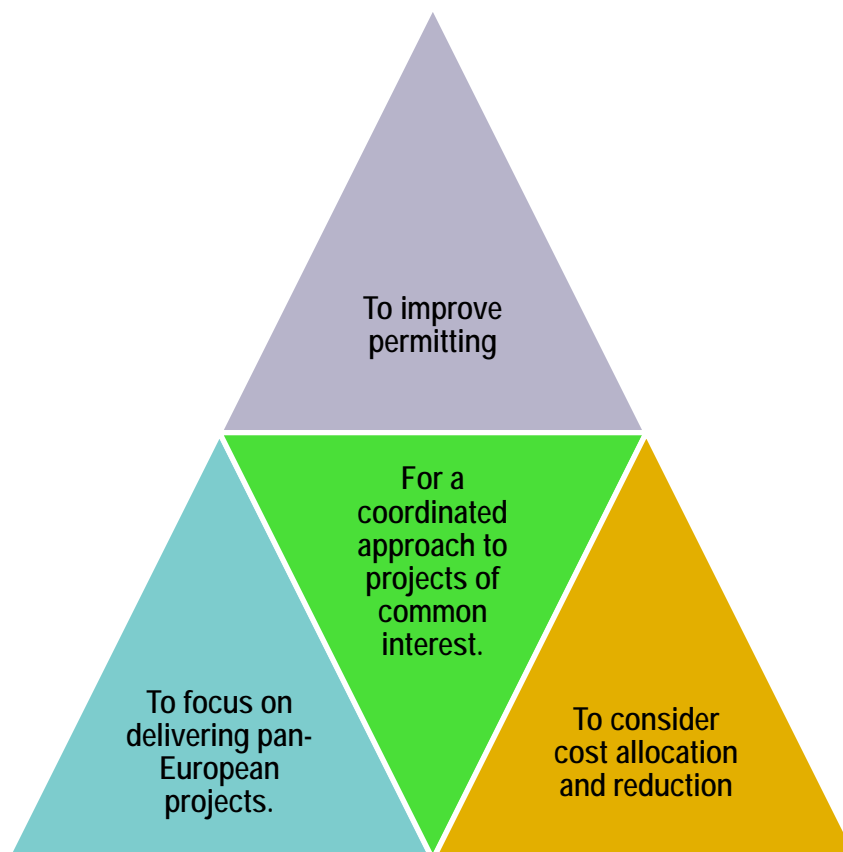 To improve
permitting
For a
coordinated
approach to
projects of
common
interest.
To focus on
delivering pan-
European
projects.
To consider
cost allocation
and reduction